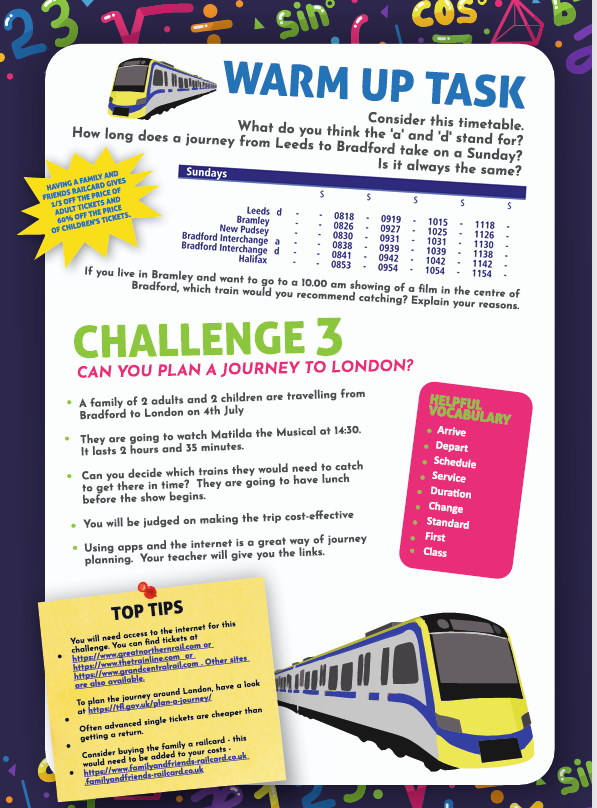 sin°
cos°
WARM UP TASK
Consider this timetable.
What do you think the 'a' and 'd' stand for?
How long does a journey from Leeds to Bradford take on a Sunday?
Is it always the same?
HAVING A FAMILY AND
FRIENDS RAILCARD GIVES
1/3 OFF THE PRICE OF
ADULT TICKETS AND
60% OFF THE PRICE
OF CHILDREN'S TICKETS.
Sundays
S S S S S
Leeds d - - 0818 - 0919 - 1015 - 1118 -
Bramley - - 0826 - 0927 - 1025 - 1126 -
New Pudsey - - 0830 - 0931 - 1031 - 1130 -
Bradford Interchange a - - 0838 - 0939 - 1039 - 1138 -
Bradford Interchange d - - 0841 - 0942 - 1042 - 1142 -
Halifax - - 0853 - 0954 - 1054 - 1154 -
If you live in Bramley and want to go to a 10.00 am showing of a film in the centre of
Bradford, which train would you recommend catching? Explain your reasons.
CHALLENGE 3
CAN YOU PLAN A JOURNEY TO LONDON?
• A family of 2 adults and 2 children are travelling from
Bradford to London on 4th July
• They are going to watch Matilda the Musical at 14:30.
It lasts 2 hours and 35 minutes.
• Can you decide which trains they would need to catch
to get there in time? They are going to have lunch
before the show begins.
• You will be judged on making the trip cost-effective
• Using apps and the internet is a great way of journey
planning. Your teacher will give you the links.
HELPFUL
VOCABULARY
• Arrive
• Depart
• Schedule
• Service
• Duration
• Change
• Standard
• First
• Class
TOP TIPS
You will need access to the internet for this
challenge. You can find tickets at
• https://www.greatnorthernrail.com or
https://www.thetrainline.com or
https://www.grandcentralrail.com . Other sites
are also available.
To plan the journey around London, have a look
at https://tfl.gov.uk/plan-a-journey/
• Often advanced single tickets are cheaper than
getting a return.
• Consider buying the family a railcard - this
would need to be added to your costs -
• https://www.familyandfriends-railcard.co.uk
.familyandfriends-railcard.co.uk
sin